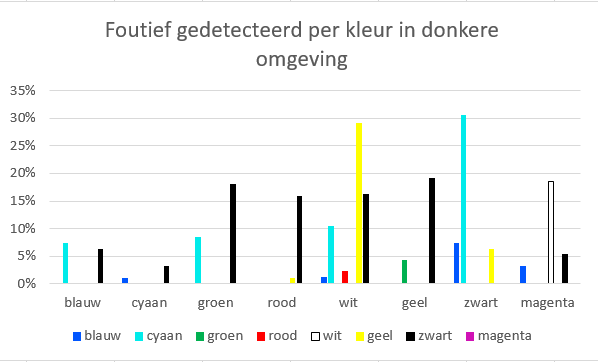 Foutief gedetecteerd per kleur in donkere
omgeving
35%
30%
25%
20%
15%
10%
5%
0%
blauw cyaan groen rood wit geel zwart magenta
blauw cyaan groen rood wit geel zwart magenta